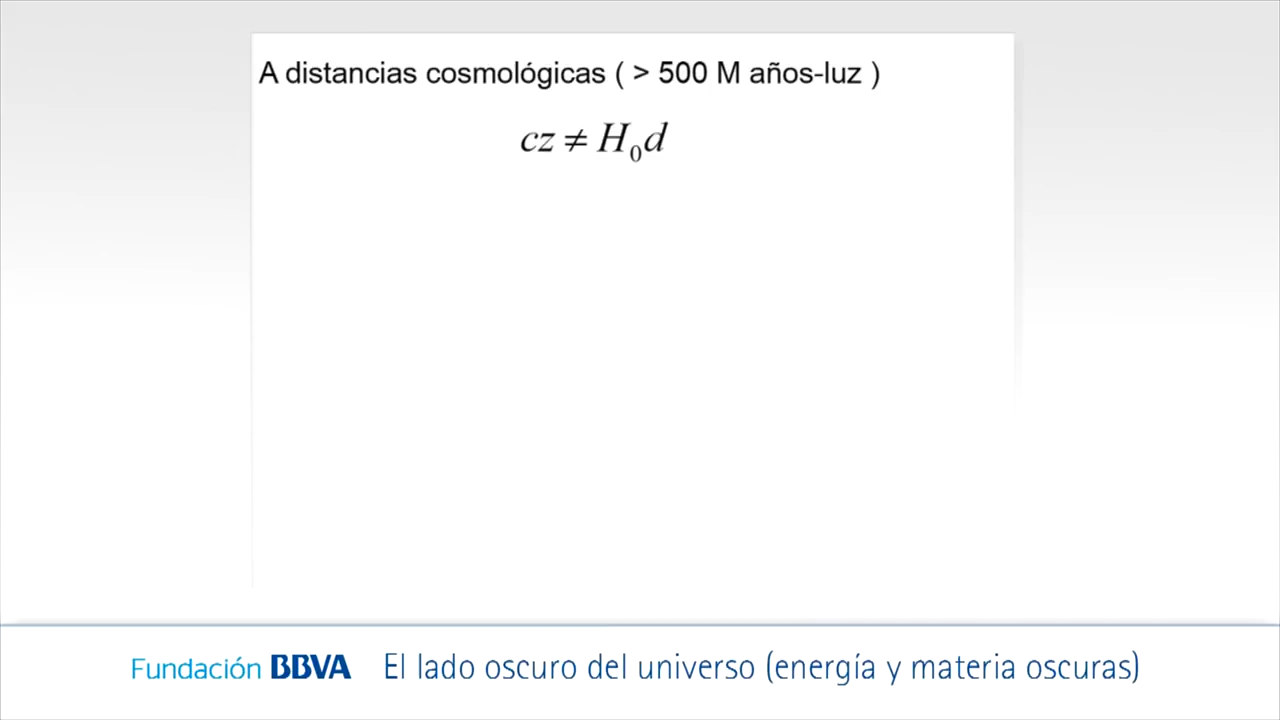 A distancias cosmológicas ( > 500 M años-luz )
cz ≠ H₀d
Fundación BBVA El lado oscuro del universo (energía y materia oscuras)